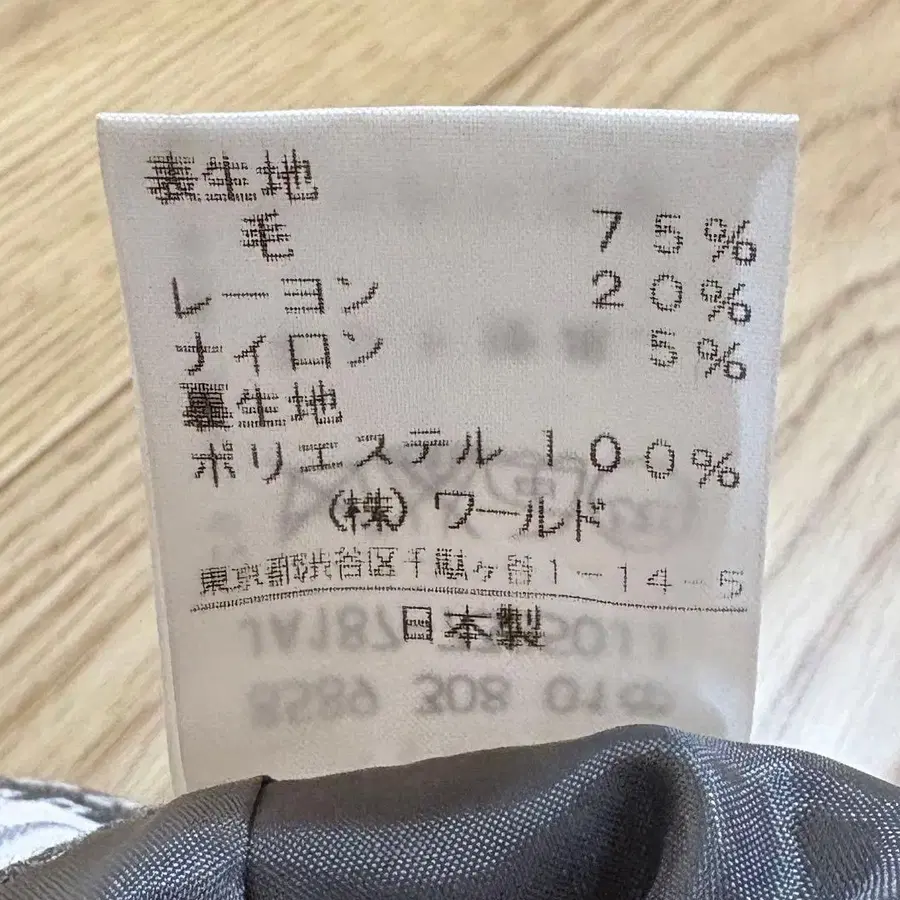 表生地
毛 75%
レーヨン 20%
ナイロン 5%
裏生地
ポリエステル 100%
(株)ワールド
東京都渋谷区千駄ヶ谷1-14-5
日本製